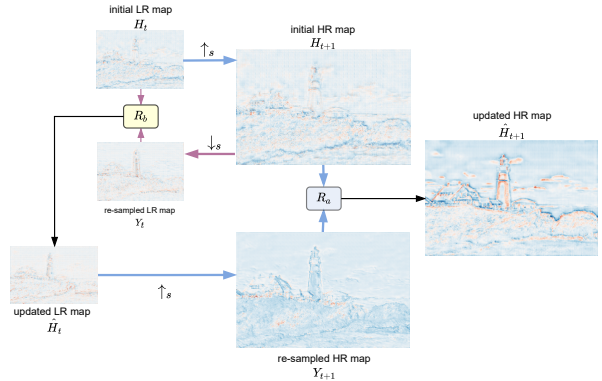 initial LR map
H_t
↑s
initial HR map
H_{t+1}
R_b
↓s
re-sampled LR map
Y_t
R_a
updated HR map
Ĥ_{t+1}
updated LR map
Ĥ_t
↑s
re-sampled HR map
Y_{t+1}